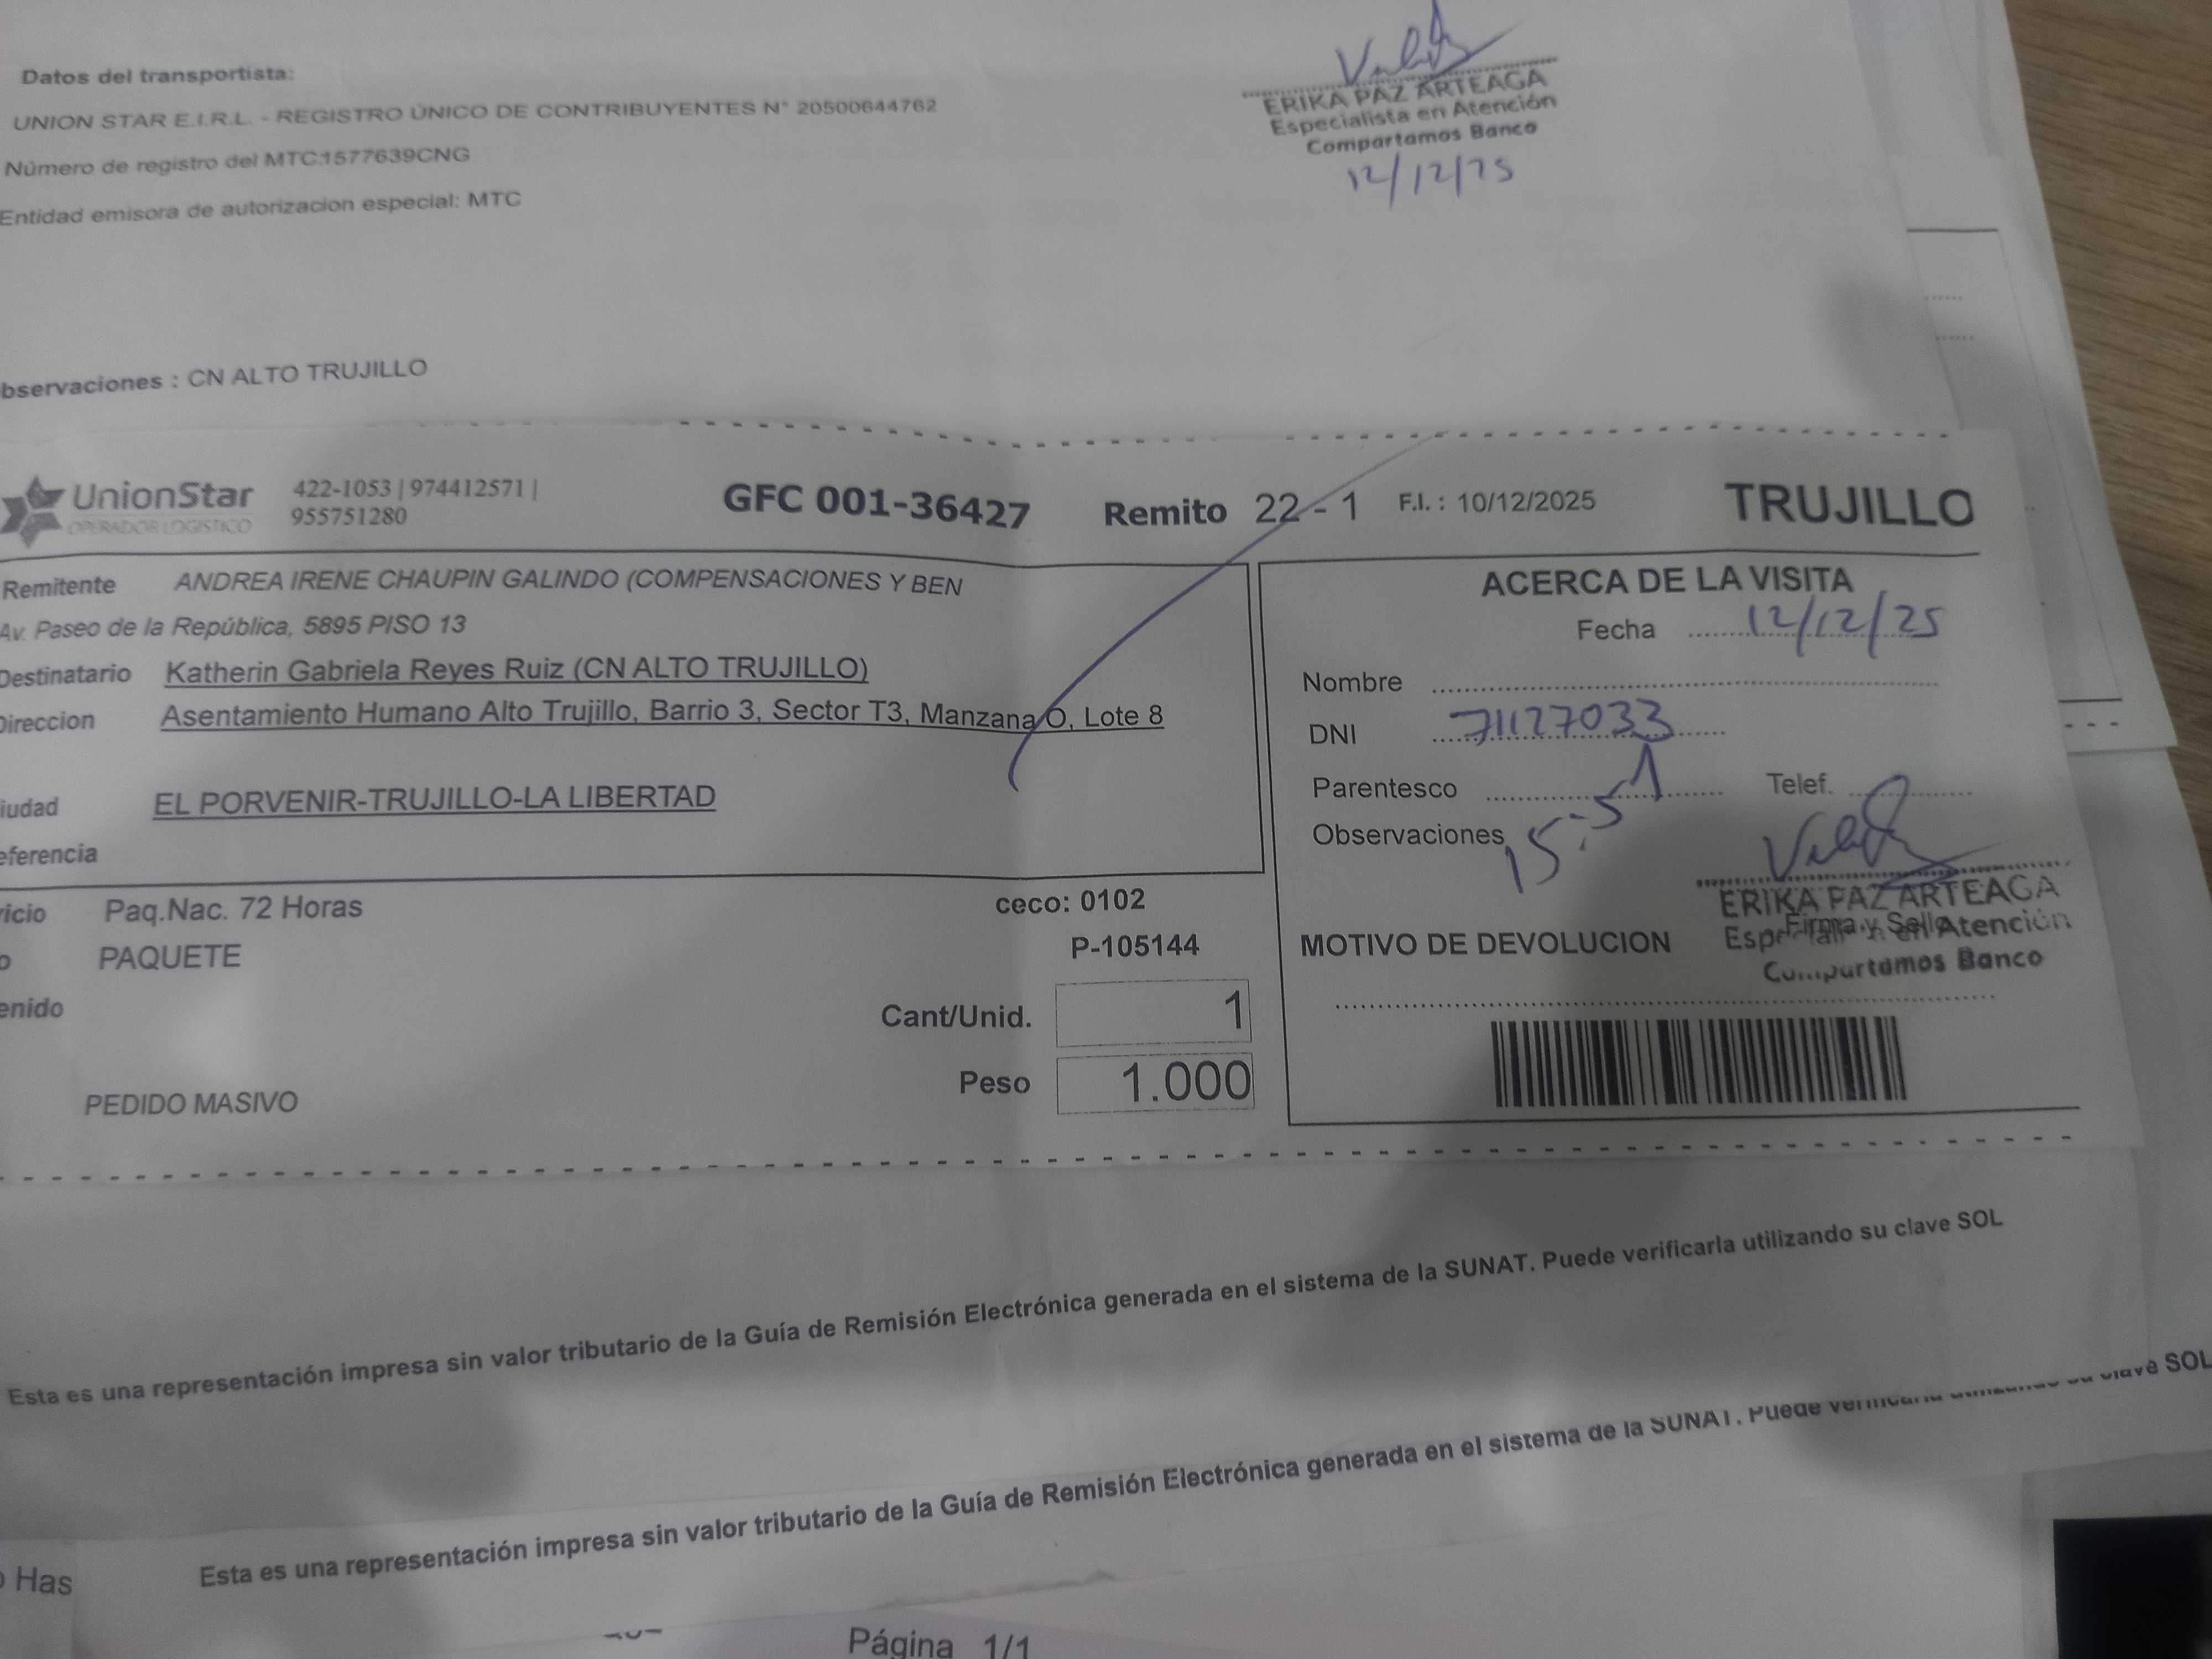 Datos del transportista:
UNION STAR E.I.R.L. - REGISTRO ÚNICO DE CONTRIBUYENTES N° 20500644762
Número de registro del MTC:1577639CNG
Entidad emisora de autorizacion especial: MTC
ERIKA PAZ ARTEAGA
Especialista en Atención
Compartamos Banco
12/12/25
bservaciones : CN ALTO TRUJILLO
UnionStar
OPERADOR LOGISTICO
422-1053 | 974412571 |
955751280
GFC 001-36427
Remito 22 - 1
F.I. : 10/12/2025
TRUJILLO
Remitente ANDREA IRENE CHAUPIN GALINDO (COMPENSACIONES Y BEN
Av. Paseo de la República, 5895 PISO 13
Destinatario Katherin Gabriela Reyes Ruiz (CN ALTO TRUJILLO)
Direccion Asentamiento Humano Alto Trujillo, Barrio 3, Sector T3, Manzana O, Lote 8
iudad EL PORVENIR-TRUJILLO-LA LIBERTAD
eferencia
ACERCA DE LA VISITA
Fecha 12/12/25
Nombre
DNI 71127033
Parentesco
Telef.
Observaciones
ERIKA PAZ ARTEAGA
Firma y Sello
Atención
Compartamos Banco
MOTIVO DE DEVOLUCION
icio Paq.Nac. 72 Horas
ceco: 0102
o PAQUETE
P-105144
enido
Cant/Unid. 1
Peso 1.000
PEDIDO MASIVO
Esta es una representación impresa sin valor tributario de la Guía de Remisión Electrónica generada en el sistema de la SUNAT. Puede verificarla utilizando su clave SOL
Esta es una representación impresa sin valor tributario de la Guía de Remisión Electrónica generada en el sistema de la SUNAT. Puede verificarla utilizando su clave SOL
Has
Página 1/1